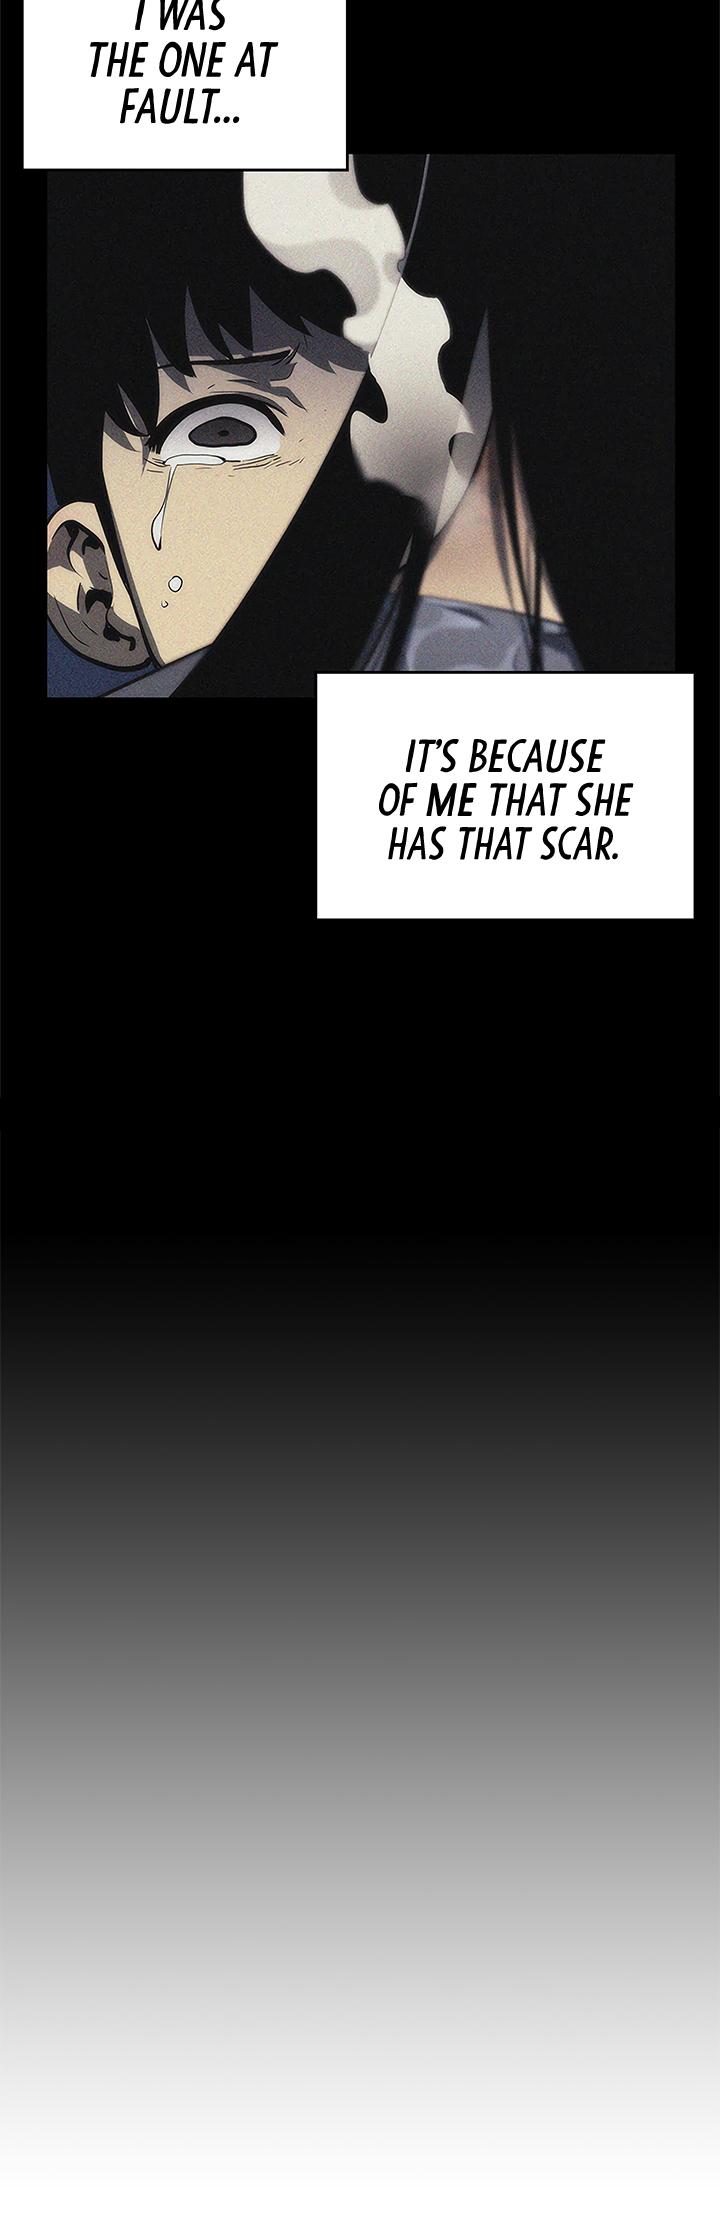 I WAS
THE ONE AT
FAULT...
IT'S BECAUSE
OF ME THAT SHE
HAS THAT SCAR.